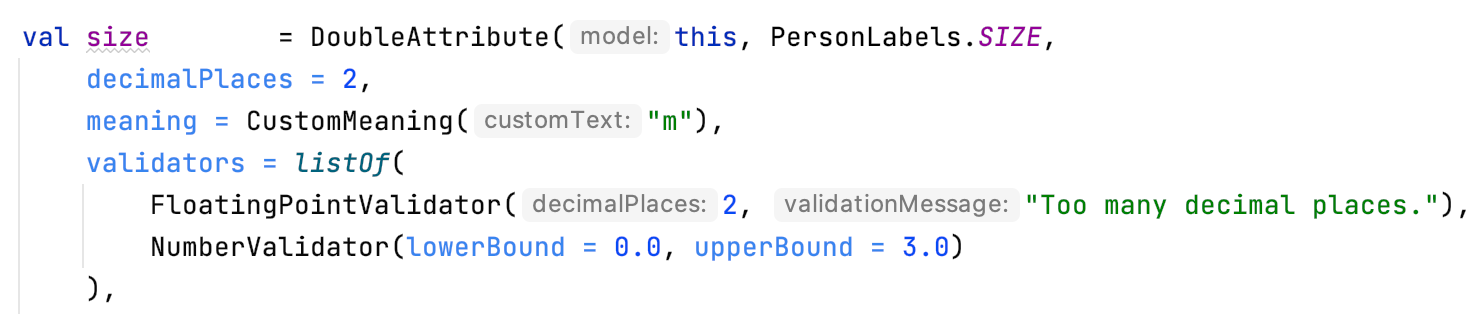 val size        = DoubleAttribute( model: this, PersonLabels.SIZE,
    decimalPlaces = 2,
    meaning = CustomMeaning( customText: "m"),
    validators = listOf(
        FloatingPointValidator( decimalPlaces: 2, validationMessage: "Too many decimal places."),
        NumberValidator(lowerBound = 0.0, upperBound = 3.0)
    ),